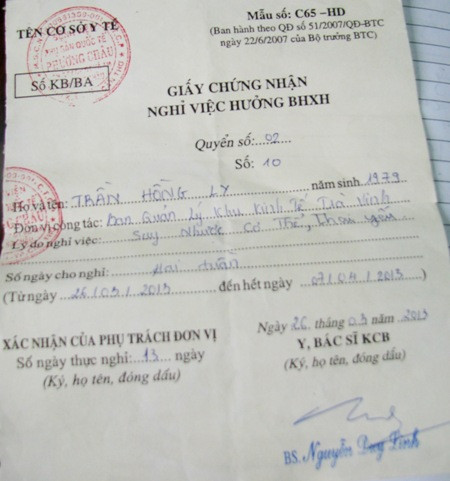 TÊN CƠ SỞ Y TẾ
PHƯƠNG CHÂU
Số KB/BA
Mẫu số: C65 –HD
(Ban hành theo QĐ số 51/2007/QĐ-BTC
ngày 22/6/2007 của Bộ trưởng BTC)
GIẤY CHỨNG NHẬN
NGHỈ VIỆC HƯỞNG BHXH
Quyển số: 02
Số: 10
Họ và tên: TRẦN HỒNG LY năm sinh 1979
Đơn vị công tác: Ban Quản Lý Khu Kinh Tế Trà Vinh
Lý do nghỉ việc: Suy Nhược Cơ Thể,
Số ngày cho nghỉ: Hai tuần
(Từ ngày 26/03/2013 đến hết ngày 07/04/2013)
XÁC NHẬN CỦA PHỤ TRÁCH ĐƠN VỊ
Số ngày thực nghỉ: 13 ngày
(Ký, họ tên, đóng dấu)
Ngày 26 tháng 03 năm 2013
Y, BÁC SĨ KCB
(Ký, họ tên, đóng dấu)
BS. Nguyễn Duy Linh